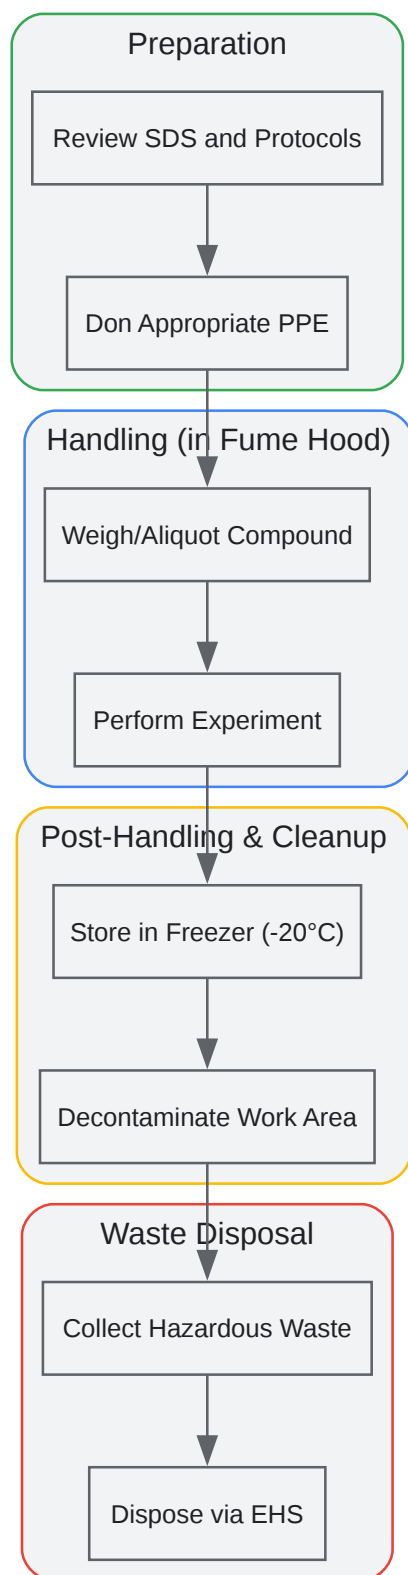 Preparation
Review SDS and Protocols
Don Appropriate PPE
Handling (in Fume Hood)
Weigh/Aliquot Compound
Perform Experiment
Post-Handling & Cleanup
Store in Freezer (-20°C)
Decontaminate Work Area
Waste Disposal
Collect Hazardous Waste
Dispose via EHS